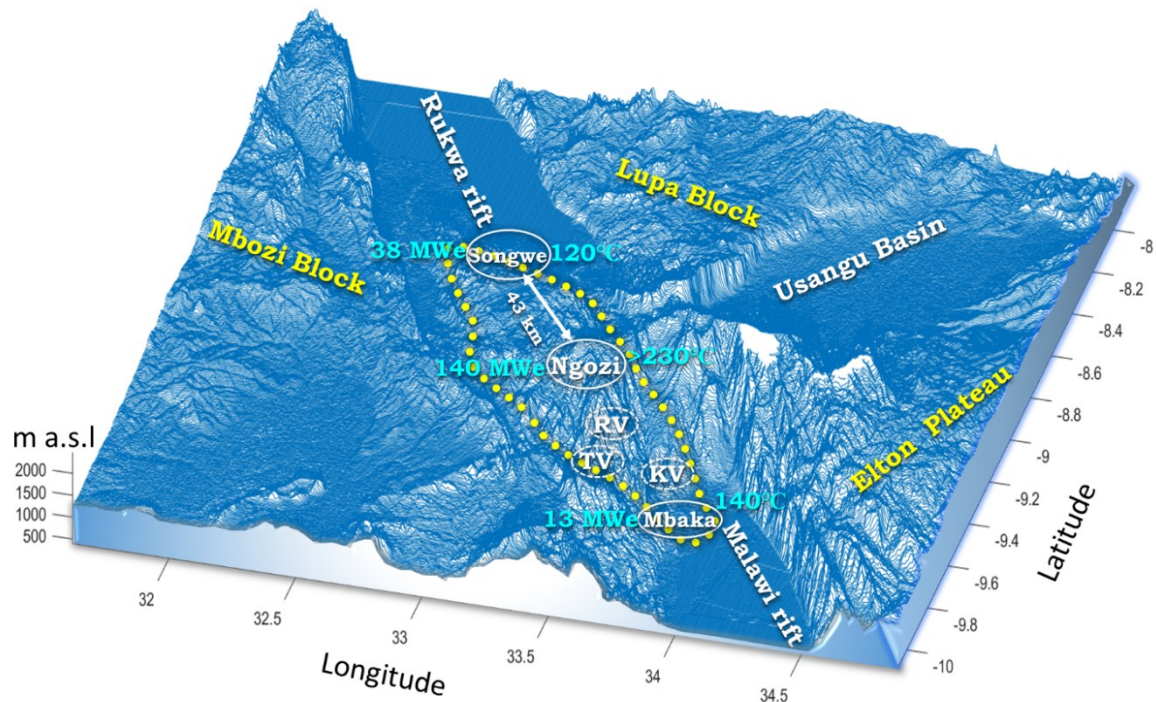 Rukwa rift
Lupa Block
Mbozi Block
Usangu Basin
38 MWe
Songwe
120°C
43 km
140 MWe
Ngozi
>230°C
RV
TV
KV
Elton Plateau
140°C
13 MWe
Mbaka
Malawi rift
m a.s.l
2000
1500
1000
500
32
32.5
33
33.5
34
34.5
Longitude
-8
-8.2
-8.4
-8.6
-8.8
-9
-9.2
-9.4
-9.6
-9.8
-10
Latitude